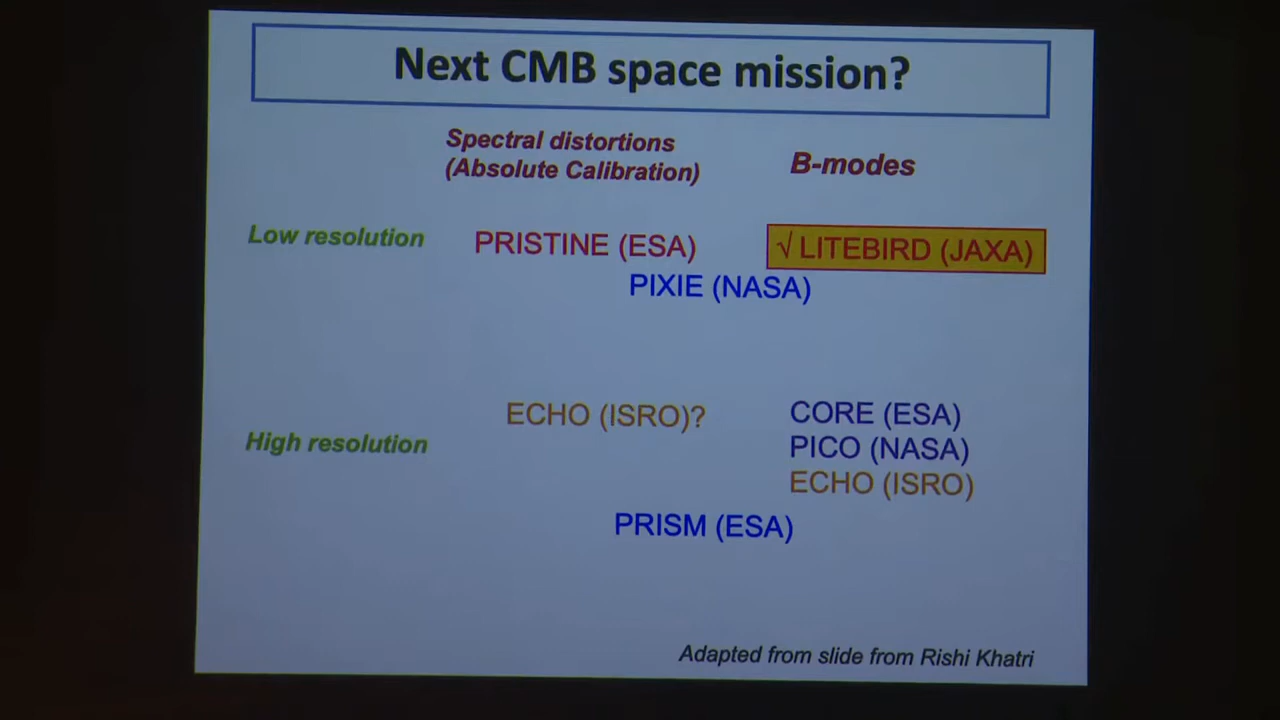 Next CMB space mission?
Spectral distortions
(Absolute Calibration)
B-modes
Low resolution
PRISTINE (ESA)
√ LITEBIRD (JAXA)
PIXIE (NASA)
High resolution
ECHO (ISRO)?
CORE (ESA)
PICO (NASA)
ECHO (ISRO)
PRISM (ESA)
Adapted from slide from Rishi Khatri